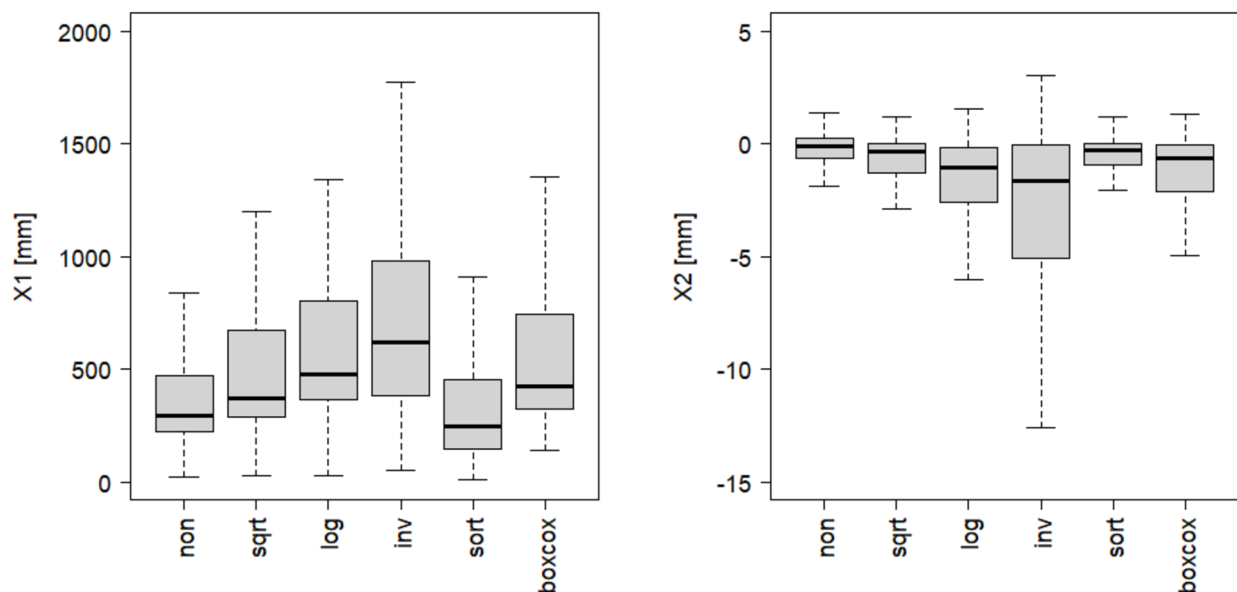 X1 [mm]
2000
1500
1000
500
0
non
sqrt
log
inv
sort
boxcox
X2 [mm]
5
0
-5
-10
-15
non
sqrt
log
inv
sort
boxcox